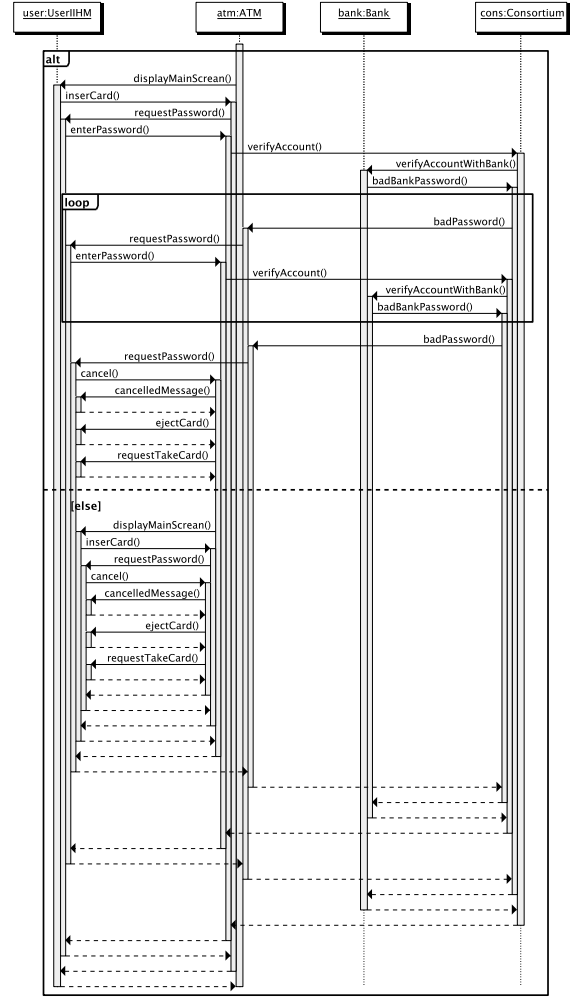 user:UserIIHM
atm:ATM
bank:Bank
cons:Consortium
alt
displayMainScrean()
inserCard()
requestPassword()
enterPassword()
verifyAccount()
verifyAccountWithBank()
badBankPassword()
loop
badPassword()
requestPassword()
enterPassword()
verifyAccount()
verifyAccountWithBank()
badBankPassword()
badPassword()
requestPassword()
cancel()
cancelledMessage()
ejectCard()
requestTakeCard()
[else]
displayMainScrean()
inserCard()
requestPassword()
cancel()
cancelledMessage()
ejectCard()
requestTakeCard()